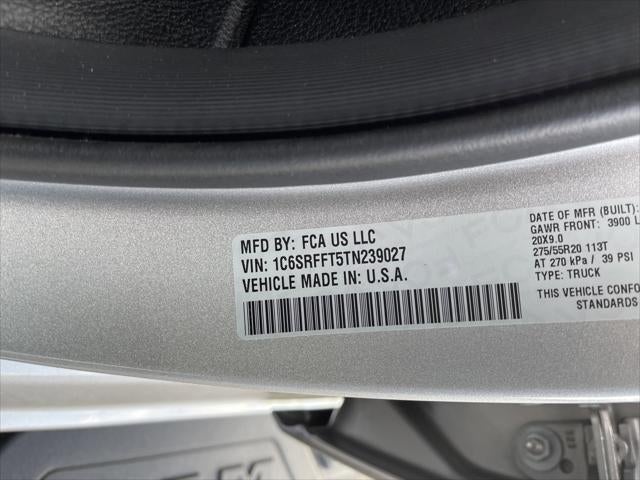 MFD BY: FCA US LLC
VIN: 1C6SRFFT5TN239027
VEHICLE MADE IN: U.S.A.
DATE OF MFR (BUILT):
GAWR FRONT: 3900 L
20X9.0
275/55R20 113T
AT 270 kPa / 39 PSI
TYPE: TRUCK
THIS VEHICLE CONFO
STANDARDS